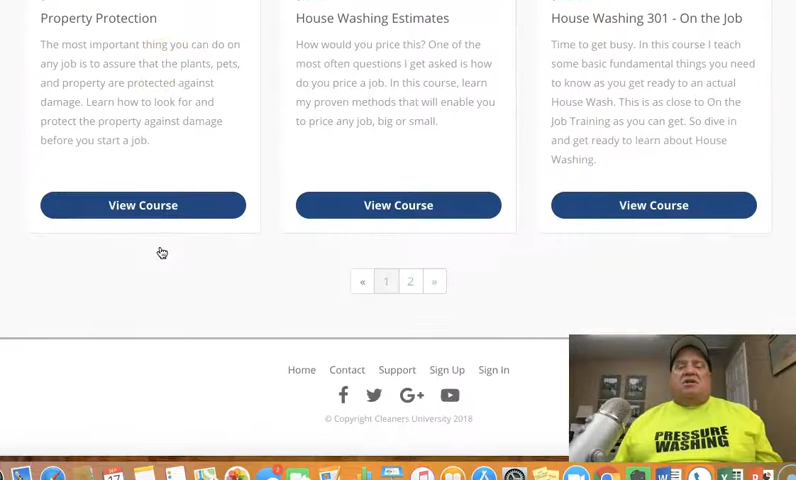 Property Protection
The most important thing you can do on
any job is to assure that the plants, pets,
and property are protected against
damage. Learn how to look for and
protect the property against damage
before you start a job.
View Course
House Washing Estimates
How would you price this? One of the
most often questions I get asked is how
do you price a job. In this course, learn
my proven methods that will enable you
to price any job, big or small.
View Course
House Washing 301 - On the Job
Time to get busy. In this course I teach
some basic fundamental things you need
to know as you get ready to an actual
House Wash. This is as close to On the
Job Training as you can get. So dive in
and get ready to learn about House
Washing.
View Course
« 1 2 »
Home Contact Support Sign Up Sign In
© Copyright Cleaners University 2018
PRESSURE
WASHING
17